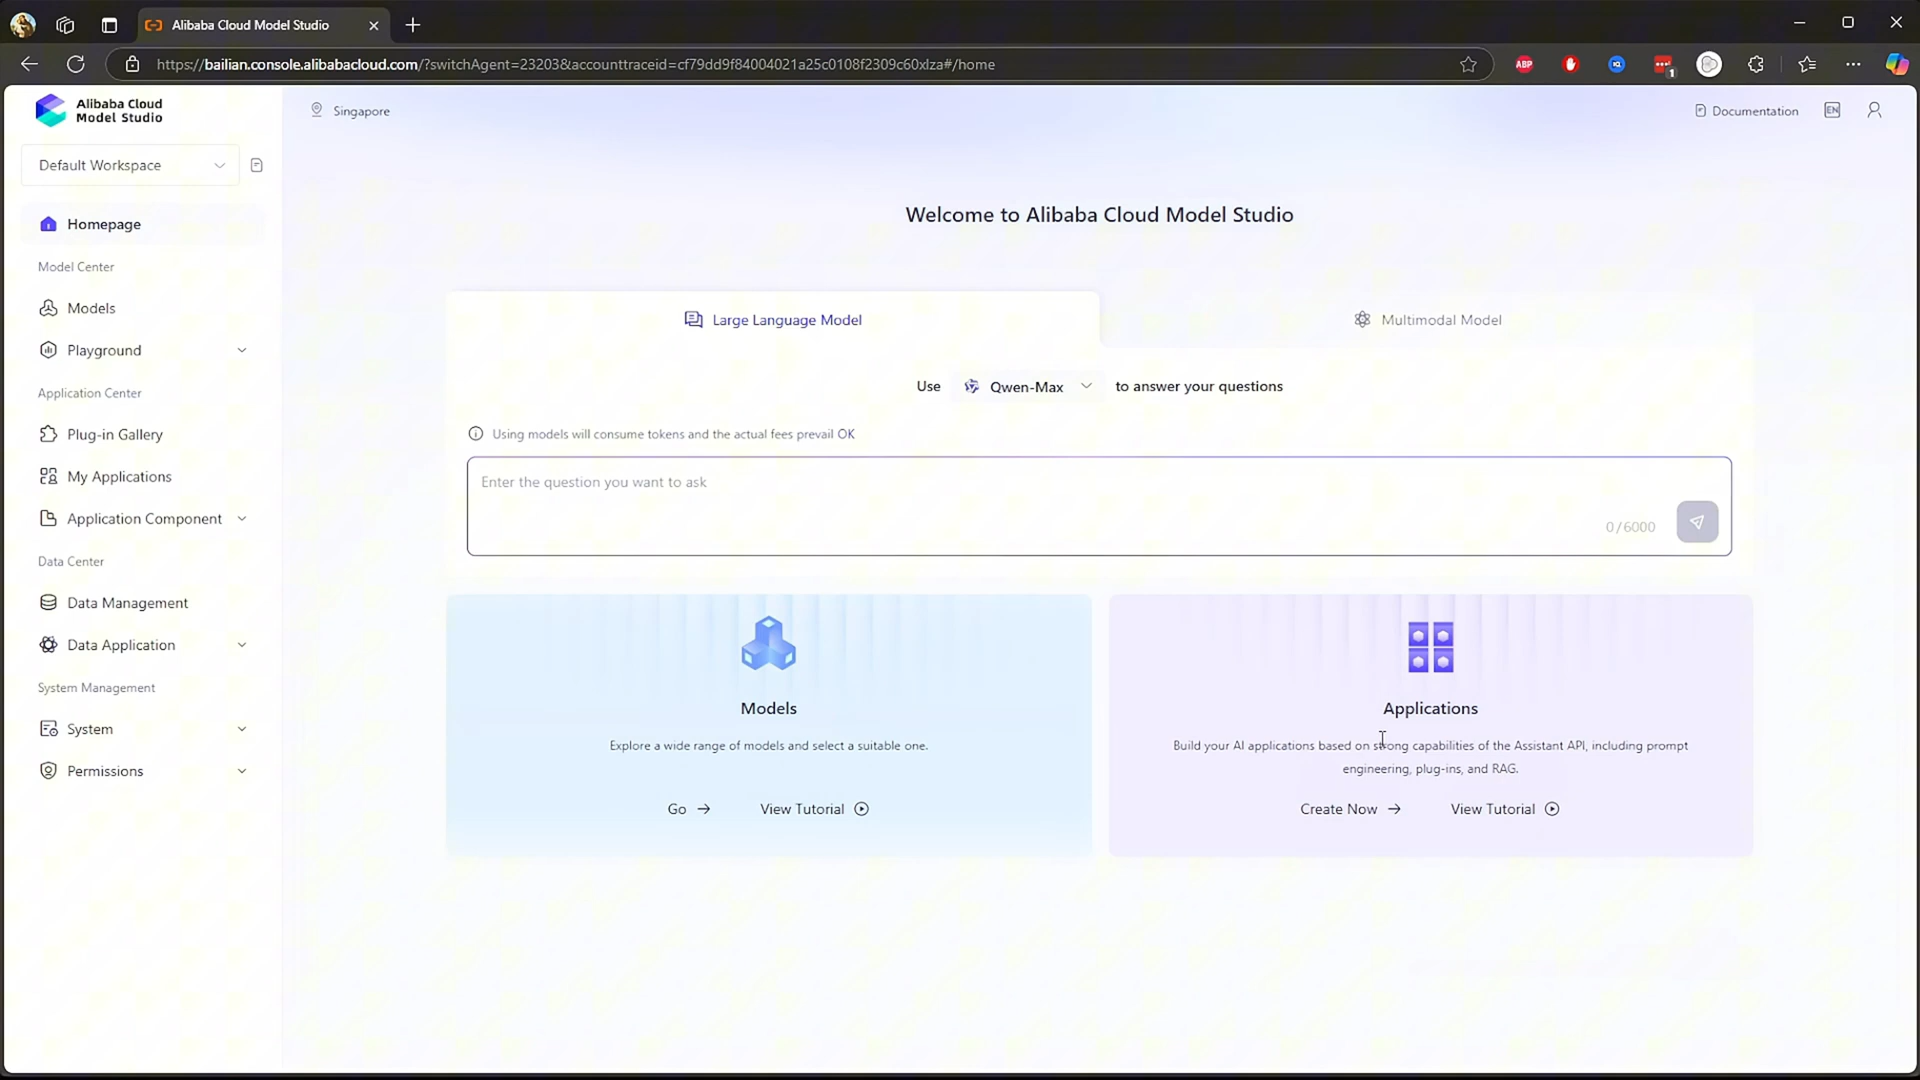 Alibaba Cloud Model Studio
https://bailian.console.alibabacloud.com/?switchAgent=23203&accounttraceid=cf79dd9f84004021a25c0108f2309c60xlza#/home
ABP
1
Alibaba Cloud
Model Studio
Singapore
Documentation
EN
Default Workspace
Homepage
Model Center
Models
Playground
Application Center
Plug-in Gallery
My Applications
Application Component
Data Center
Data Management
Data Application
System Management
System
Permissions
Welcome to Alibaba Cloud Model Studio
Large Language Model
Multimodal Model
Use Qwen-Max to answer your questions
Using models will consume tokens and the actual fees prevail OK
Enter the question you want to ask
0/6000
Models
Explore a wide range of models and select a suitable one.
Go → View Tutorial
Applications
Build your AI applications based on strong capabilities of the Assistant API, including prompt
engineering, plug-ins, and RAG.
Create Now → View Tutorial